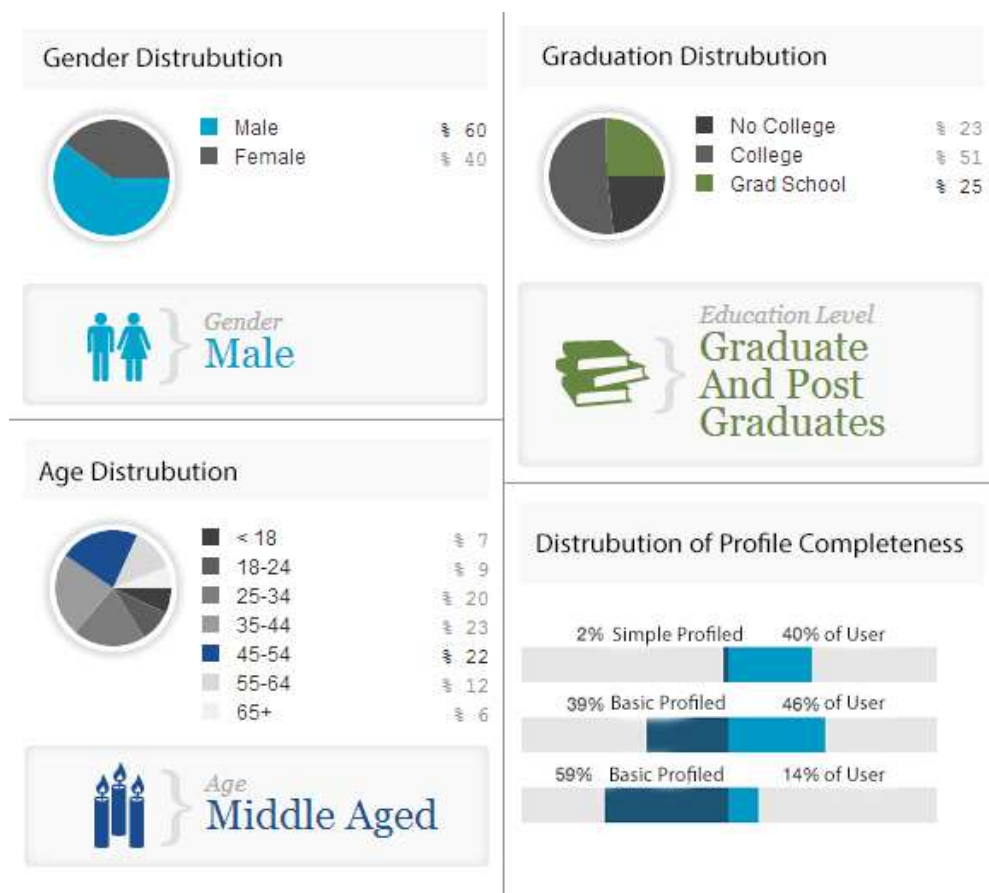 Gender Distrubution
Male % 60
Female % 40
Gender
Male
Graduation Distrubution
No College % 23
College % 51
Grad School % 25
Education Level
Graduate
And Post
Graduates
Age Distrubution
< 18 % 7
18-24 % 9
25-34 % 20
35-44 % 23
45-54 % 22
55-64 % 12
65+ % 6
Age
Middle Aged
Distrubution of Profile Completeness
2% Simple Profiled 40% of User
39% Basic Profiled 46% of User
59% Basic Profiled 14% of User